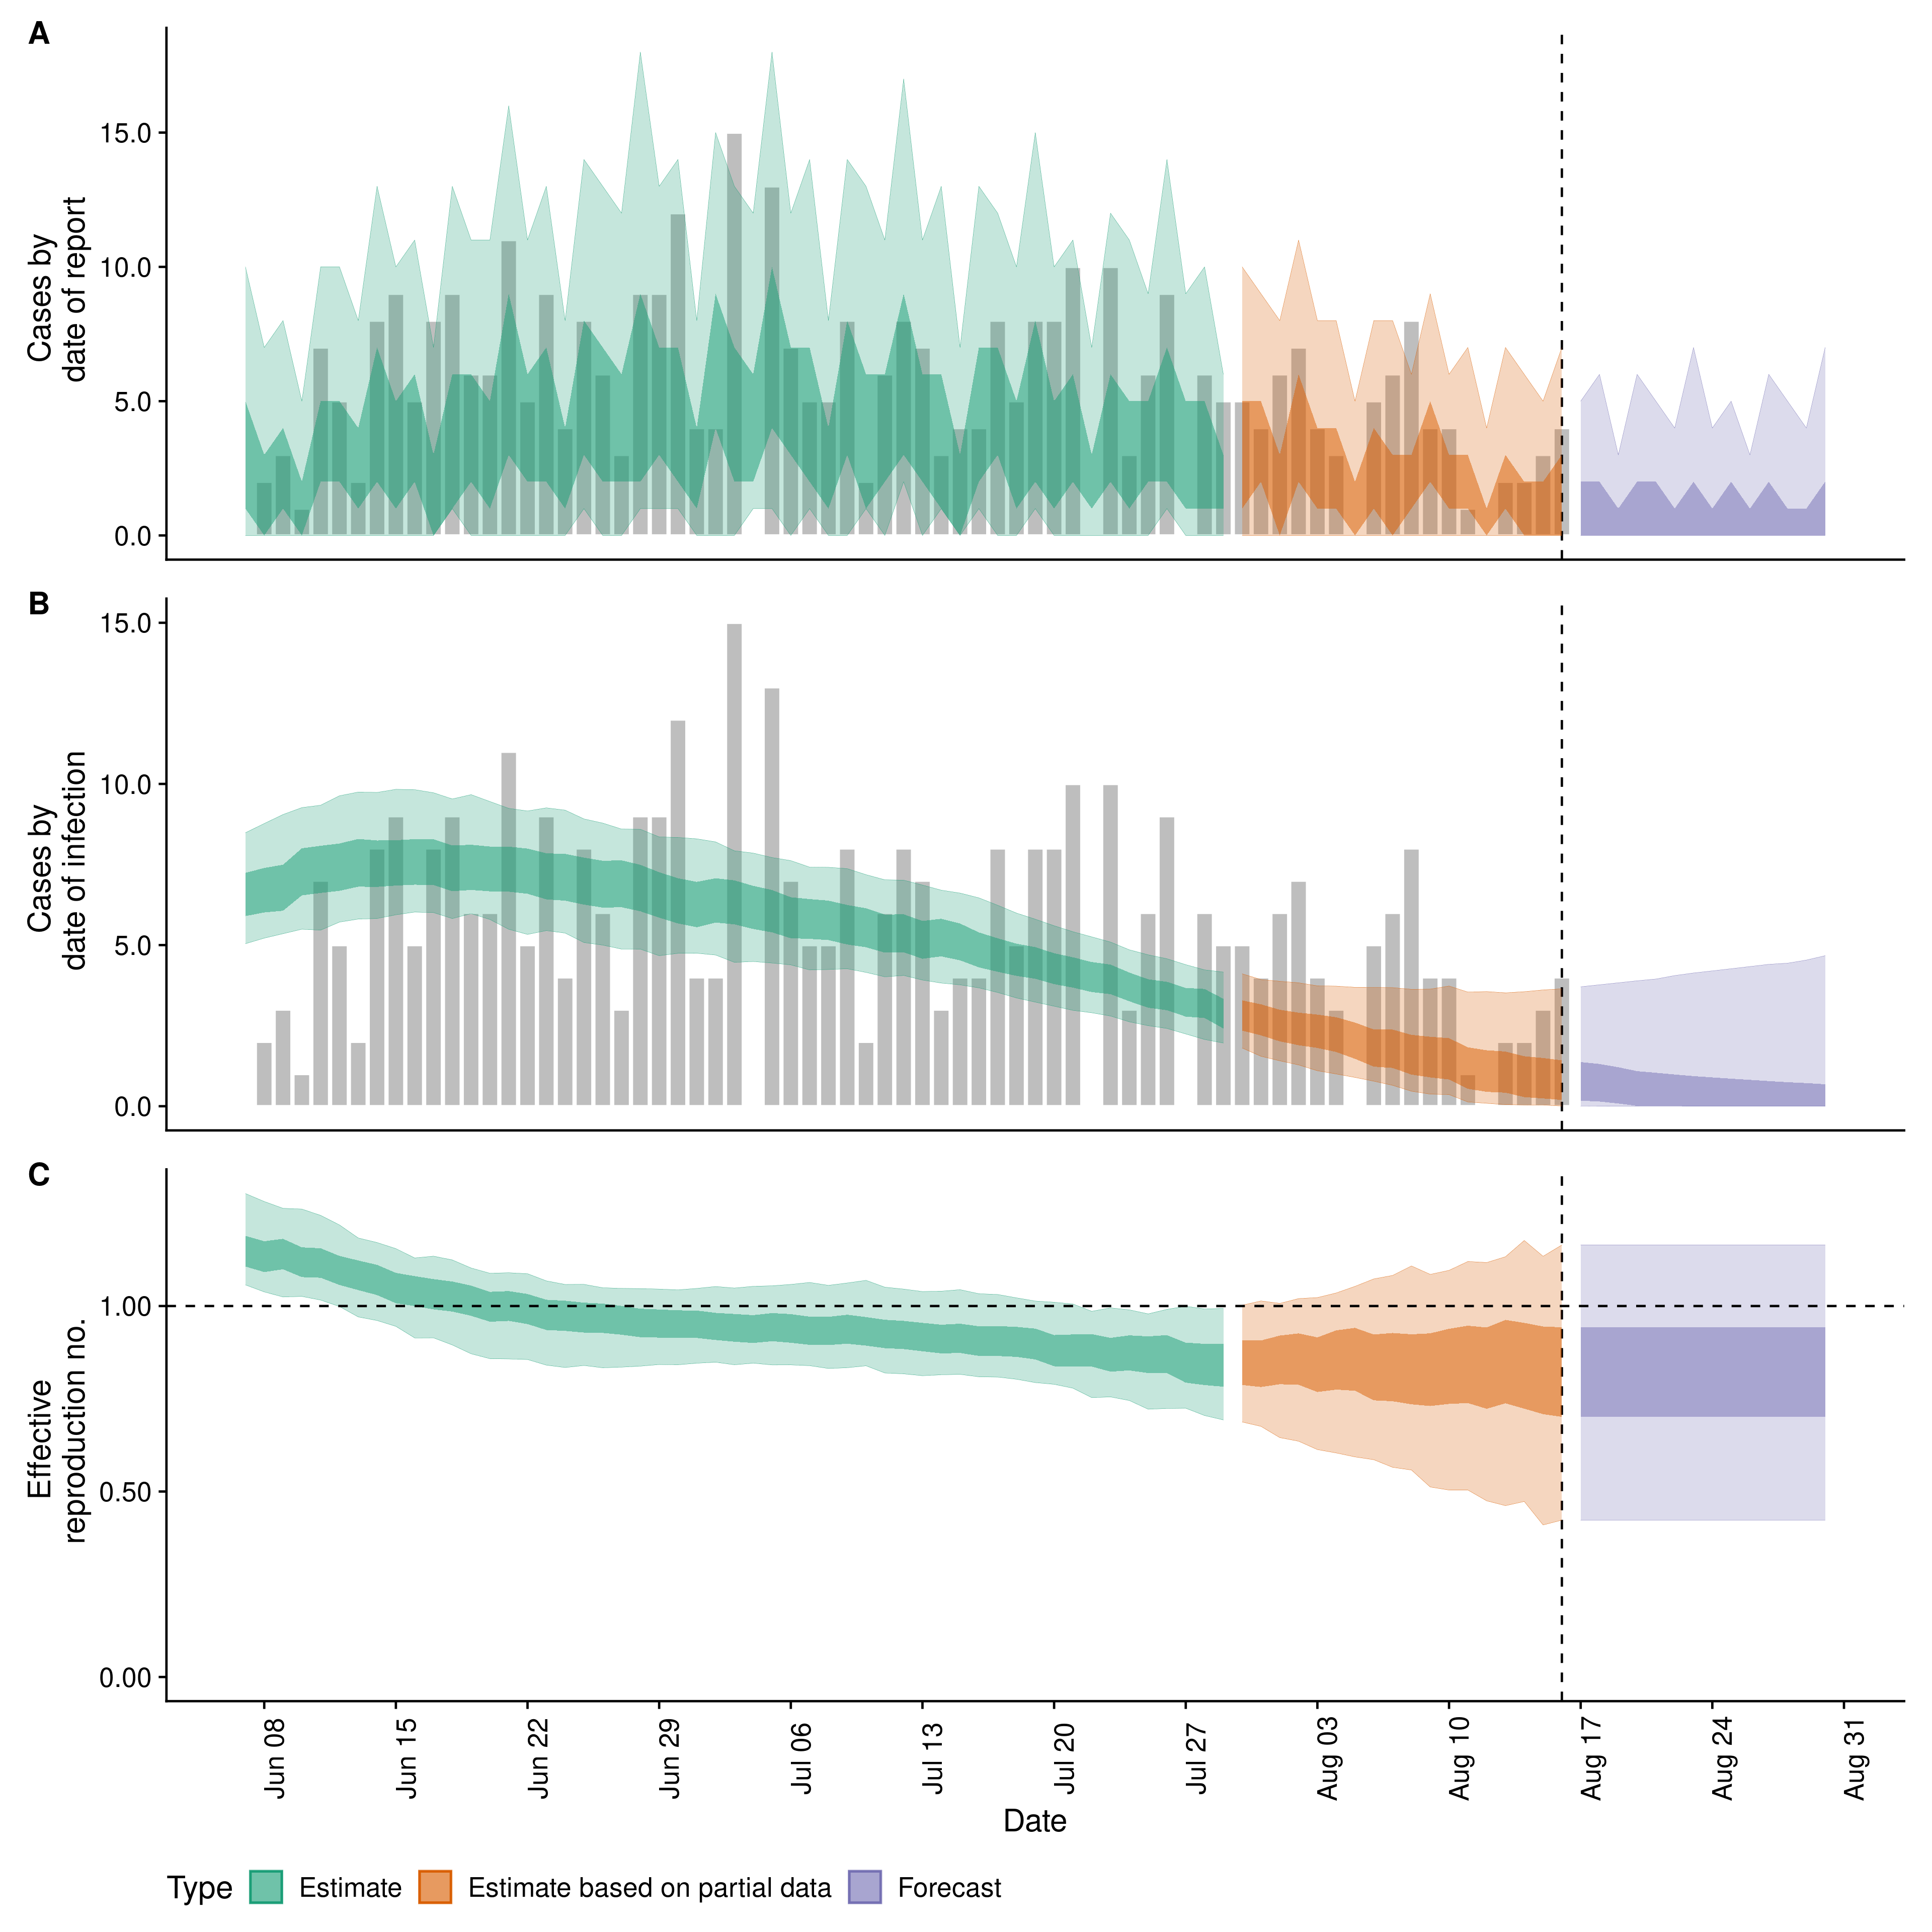 A
15.0
10.0
5.0
0.0
Cases by
date of report
B
15.0
10.0
5.0
0.0
Cases by
date of infection
C
1.00
0.50
0.00
Effective
reproduction no.
Jun 08
Jun 15
Jun 22
Jun 29
Jul 06
Jul 13
Jul 20
Jul 27
Aug 03
Aug 10
Aug 17
Aug 24
Aug 31
Date
Type Estimate Estimate based on partial data Forecast